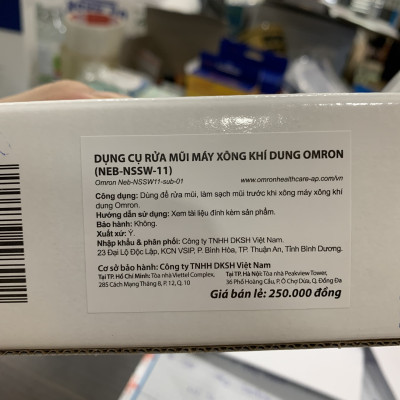 DỤNG CỤ RỬA MŨI MÁY XÔNG KHÍ DUNG OMRON
(NEB-NSSW-11)
Omron Neb-NSSW11-sub-01 www.omronhealthcare-ap.com/vn
Công dụng: Dùng để rửa mũi, làm sạch mũi trước khi xông máy xông khí
dung Omron.
Hướng dẫn sử dụng: Xem tài liệu đính kèm sản phẩm.
Bảo hành: Không.
Xuất xứ: Ý.
Nhập khẩu & phân phối: Công ty TNHH DKSH Việt Nam.
23 Đại Lộ Độc Lập, KCN VSIP, P. Bình Hòa, TP. Thuận An, Tỉnh Bình Dương.
Cơ sở bảo hành: Công ty TNHH DKSH Việt Nam
Tại TP. Hồ Chí Minh: Tòa nhà Viettel Complex, Tại TP. Hà Nội: Tòa nhà Peakview Tower,
285 Cách Mạng Tháng 8, P. 12, Q. 10 36 Phố Hoàng Cầu, P. Ô Chợ Dừa, Q. Đống Đa
Giá bán lẻ: 250.000 đồng